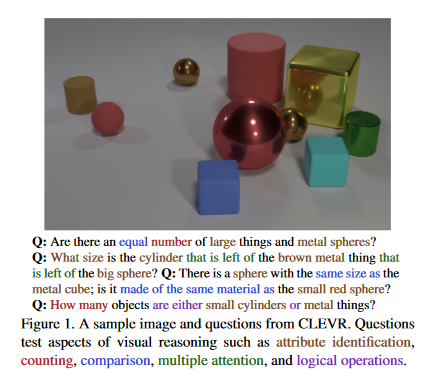 Q: Are there an equal number of large things and metal spheres?
Q: What size is the cylinder that is left of the brown metal thing that
is left of the big sphere? Q: There is a sphere with the same size as the
metal cube; is it made of the same material as the small red sphere?
Q: How many objects are either small cylinders or metal things?
Figure 1. A sample image and questions from CLEVR. Questions
test aspects of visual reasoning such as attribute identification,
counting, comparison, multiple attention, and logical operations.